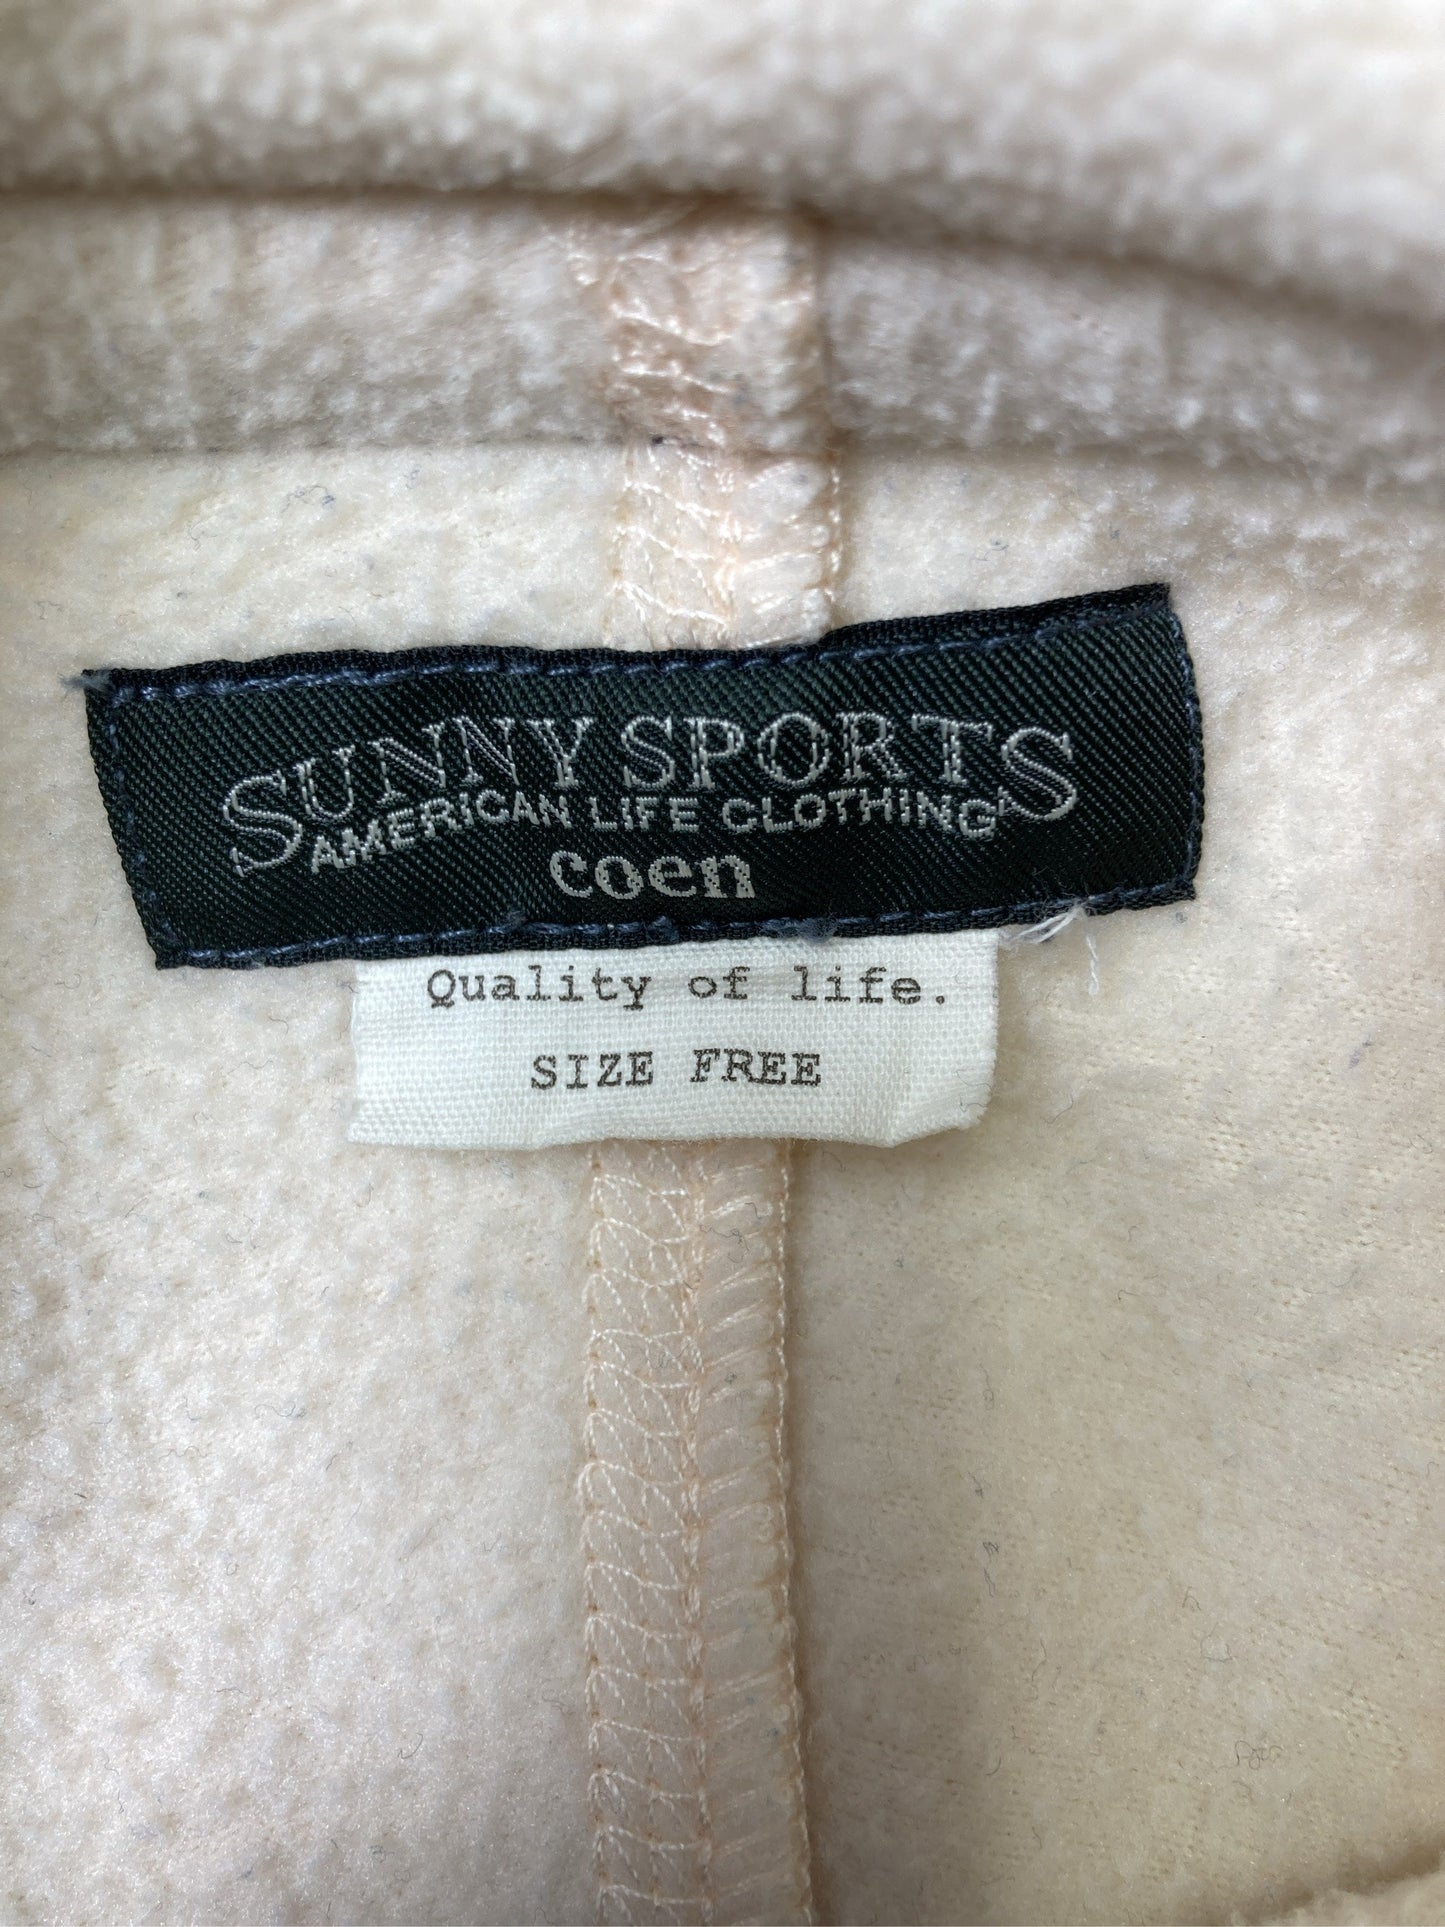 SUNNY SPORTS
AMERICAN LIFE CLOTHING
coen
Quality of life.
SIZE FREE